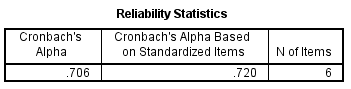 Reliability Statistics
Cronbach's Alpha Cronbach's Alpha Based on Standardized Items N of Items
.706 .720 6